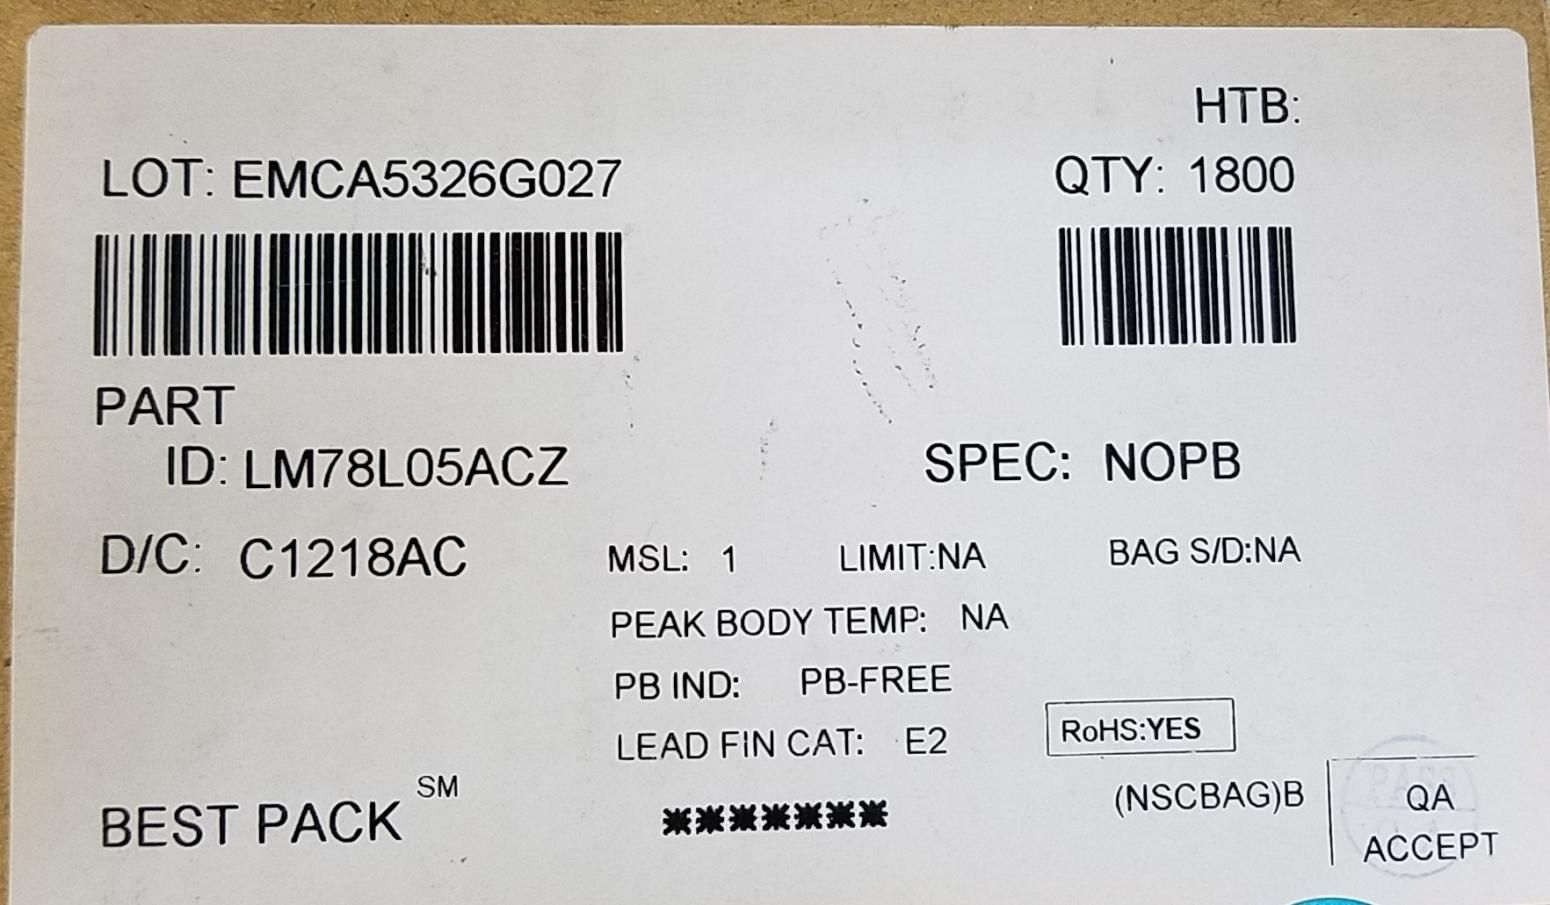 HTB:
LOT: EMCA5326G027
QTY: 1800
PART
ID: LM78L05ACZ
SPEC: NOPB
D/C: C1218AC
MSL: 1 LIMIT:NA BAG S/D:NA
PEAK BODY TEMP: NA
PB IND: PB-FREE
LEAD FIN CAT: E2
RoHS:YES
BEST PACK SM
(NSCBAG)B
QA
ACCEPT